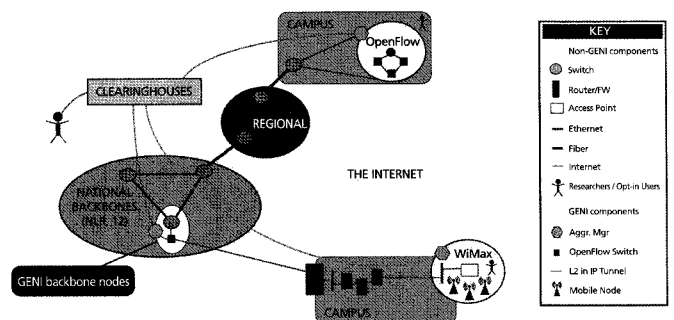 CAMPUS
OpenFlow
CLEARINGHOUSES
REGIONAL
THE INTERNET
NATIONAL
BACKBONES
(NLR, 12)
WiMax
GENI backbone nodes
CAMPUS
KEY
Non-GENI components
Switch
Router/FW
Access Point
Ethernet
Fiber
Internet
Researchers / Opt-in Users
GENI components
Aggr. Mgr
OpenFlow Switch
L2 in IP Tunnel
Mobile Node